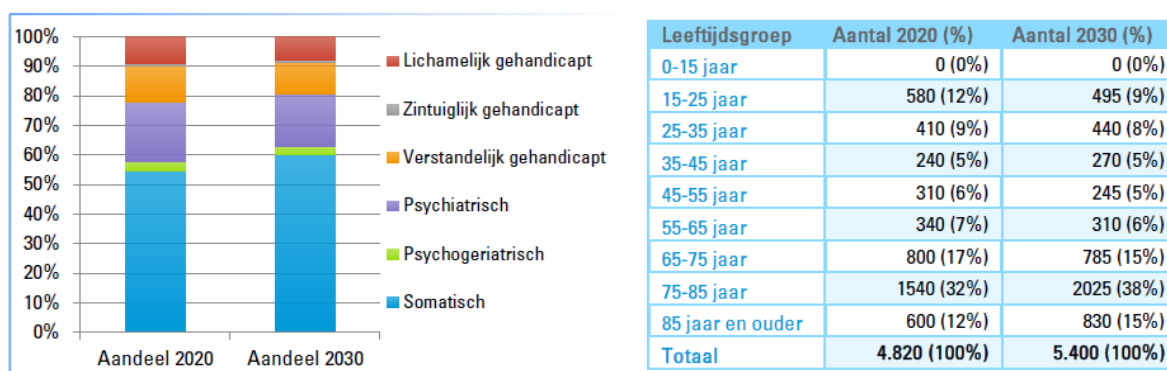 100%
90%
80%
70%
60%
50%
40%
30%
20%
10%
0%
Aandeel 2020 Aandeel 2030
Lichamelijk gehandicapt
Zintuiglijk gehandicapt
Verstandelijk gehandicapt
Psychiatrisch
Psychogeriatrisch
Somatisch
Leeftijdsgroep Aantal 2020 (%) Aantal 2030 (%)
0-15 jaar 0 (0%) 0 (0%)
15-25 jaar 580 (12%) 495 (9%)
25-35 jaar 410 (9%) 440 (8%)
35-45 jaar 240 (5%) 270 (5%)
45-55 jaar 310 (6%) 245 (5%)
55-65 jaar 340 (7%) 310 (6%)
65-75 jaar 800 (17%) 785 (15%)
75-85 jaar 1540 (32%) 2025 (38%)
85 jaar en ouder 600 (12%) 830 (15%)
Totaal 4.820 (100%) 5.400 (100%)